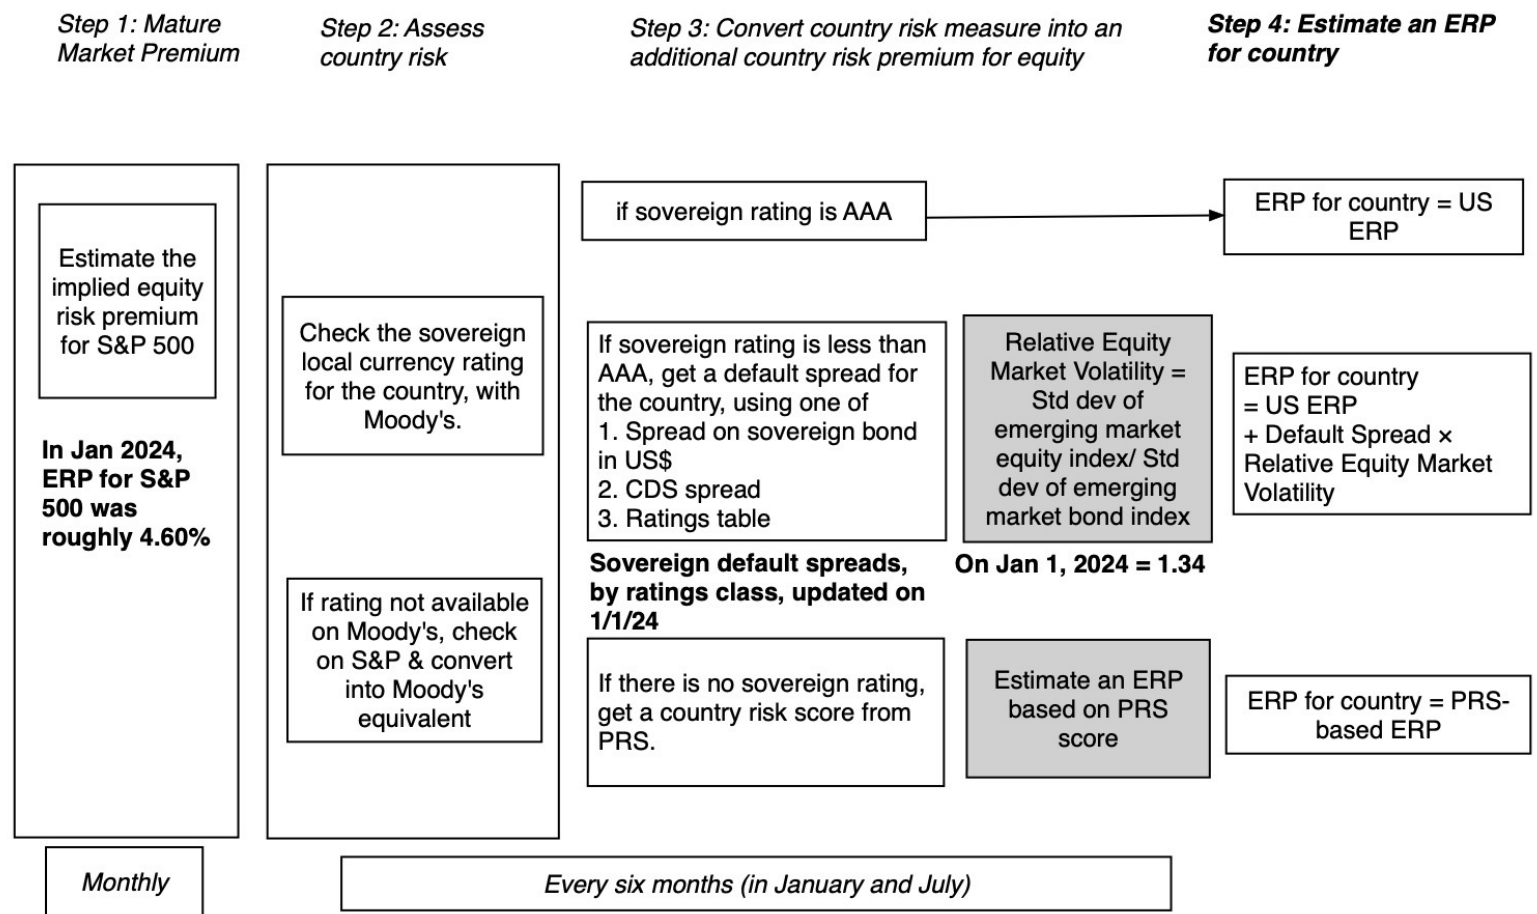 Step 1: Mature
Market Premium
Step 2: Assess
country risk
Step 3: Convert country risk measure into an
additional country risk premium for equity
Step 4: Estimate an ERP
for country
Estimate the
implied equity
risk premium
for S&P 500
In Jan 2024,
ERP for S&P
500 was
roughly 4.60%
Check the sovereign
local currency rating
for the country, with
Moody's.
If rating not available
on Moody's, check
on S&P & convert
into Moody's
equivalent
if sovereign rating is AAA
ERP for country = US
ERP
If sovereign rating is less than
AAA, get a default spread for
the country, using one of
1. Spread on sovereign bond
in US$
2. CDS spread
3. Ratings table
Sovereign default spreads,
by ratings class, updated on
1/1/24
Relative Equity
Market Volatility =
Std dev of
emerging market
equity index/ Std
dev of emerging
market bond index
On Jan 1, 2024 = 1.34
ERP for country
= US ERP
+ Default Spread ×
Relative Equity Market
Volatility
If there is no sovereign rating,
get a country risk score from
PRS.
Estimate an ERP
based on PRS
score
ERP for country = PRS-
based ERP
Monthly
Every six months (in January and July)